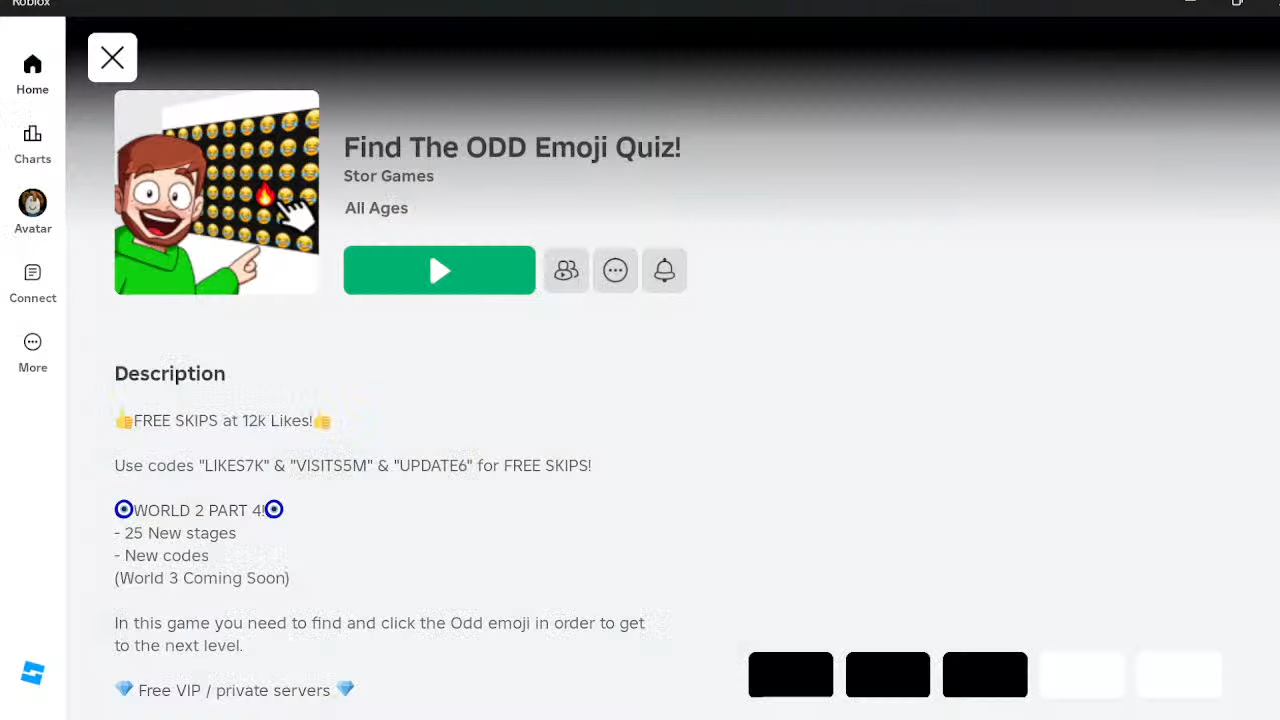 Roblox
Home
Charts
Avatar
Connect
More
Find The ODD Emoji Quiz!
Stor Games
All Ages
Description
👍FREE SKIPS at 12k Likes!👍
Use codes "LIKES7K" & "VISITS5M" & "UPDATE6" for FREE SKIPS!
🧿WORLD 2 PART 4!🧿
- 25 New stages
- New codes
(World 3 Coming Soon)
In this game you need to find and click the Odd emoji in order to get
to the next level.
💎 Free VIP / private servers 💎